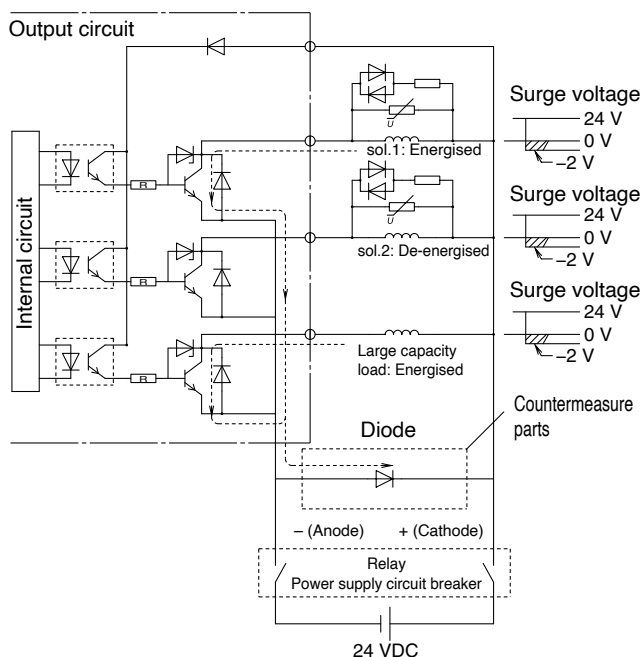 Output circuit
Internal circuit
R
R
R
U
sol.1: Energised
U
sol.2: De-energised
Large capacity
load: Energised
Surge voltage
24 V
0 V
–2 V
Surge voltage
24 V
0 V
–2 V
Surge voltage
24 V
0 V
–2 V
Countermeasure
parts
Diode
– (Anode)
+ (Cathode)
Relay
Power supply circuit breaker
24 VDC